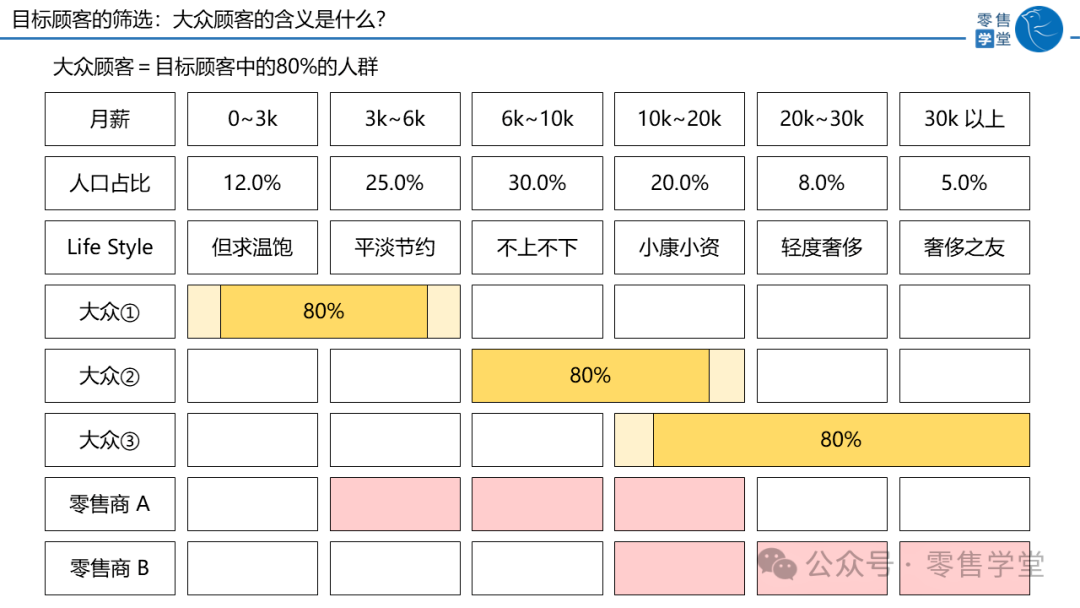 目标顾客的筛选：大众顾客的含义是什么？
零售
学堂
大众顾客 = 目标顾客中的80%的人群
月薪 0~3k 3k~6k 6k~10k 10k~20k 20k~30k 30k 以上
人口占比 12.0% 25.0% 30.0% 20.0% 8.0% 5.0%
Life Style 但求温饱 平淡节约 不上不下 小康小资 轻度奢侈 奢侈之友
大众① 80%
大众② 80%
大众③ 80%
零售商 A
零售商 B
公众号 · 零售学堂